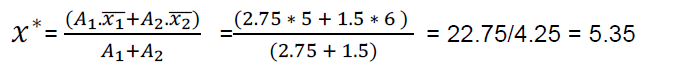 x* = (A₁.x̅₁+A₂.x̅₂) / A₁+A₂ = (2.75 * 5 + 1.5 * 6 ) / (2.75 + 1.5) = 22.75/4.25 = 5.35